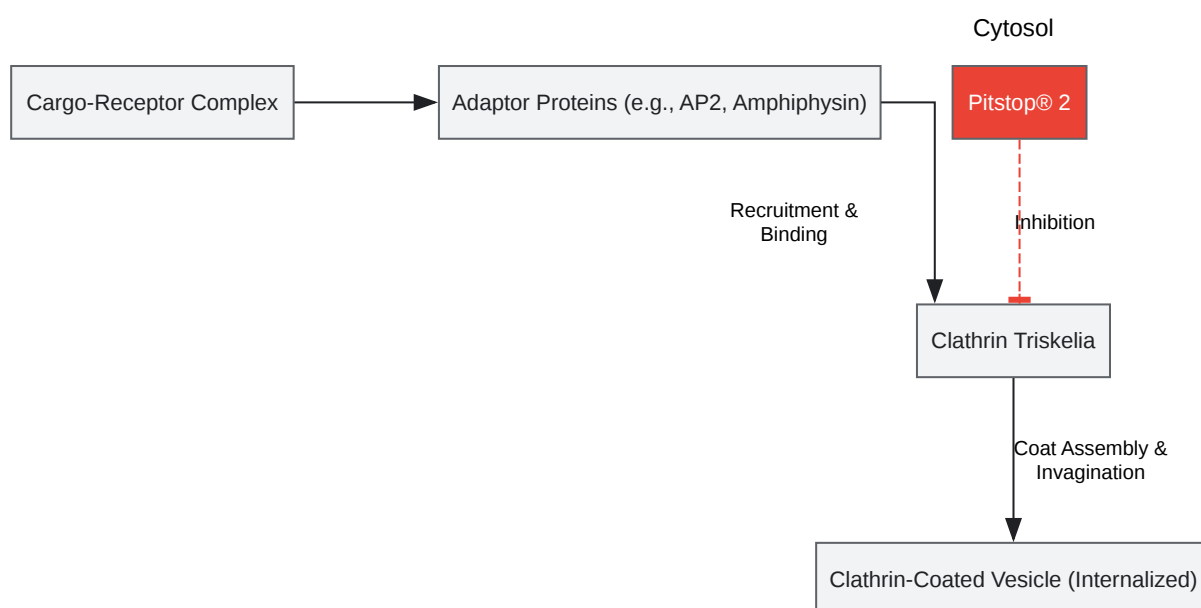 Cytosol
Cargo-Receptor Complex
Adaptor Proteins (e.g., AP2, Amphiphysin)
Pitstop® 2
Recruitment &
Binding
Inhibition
Clathrin Triskelia
Coat Assembly &
Invagination
Clathrin-Coated Vesicle (Internalized)